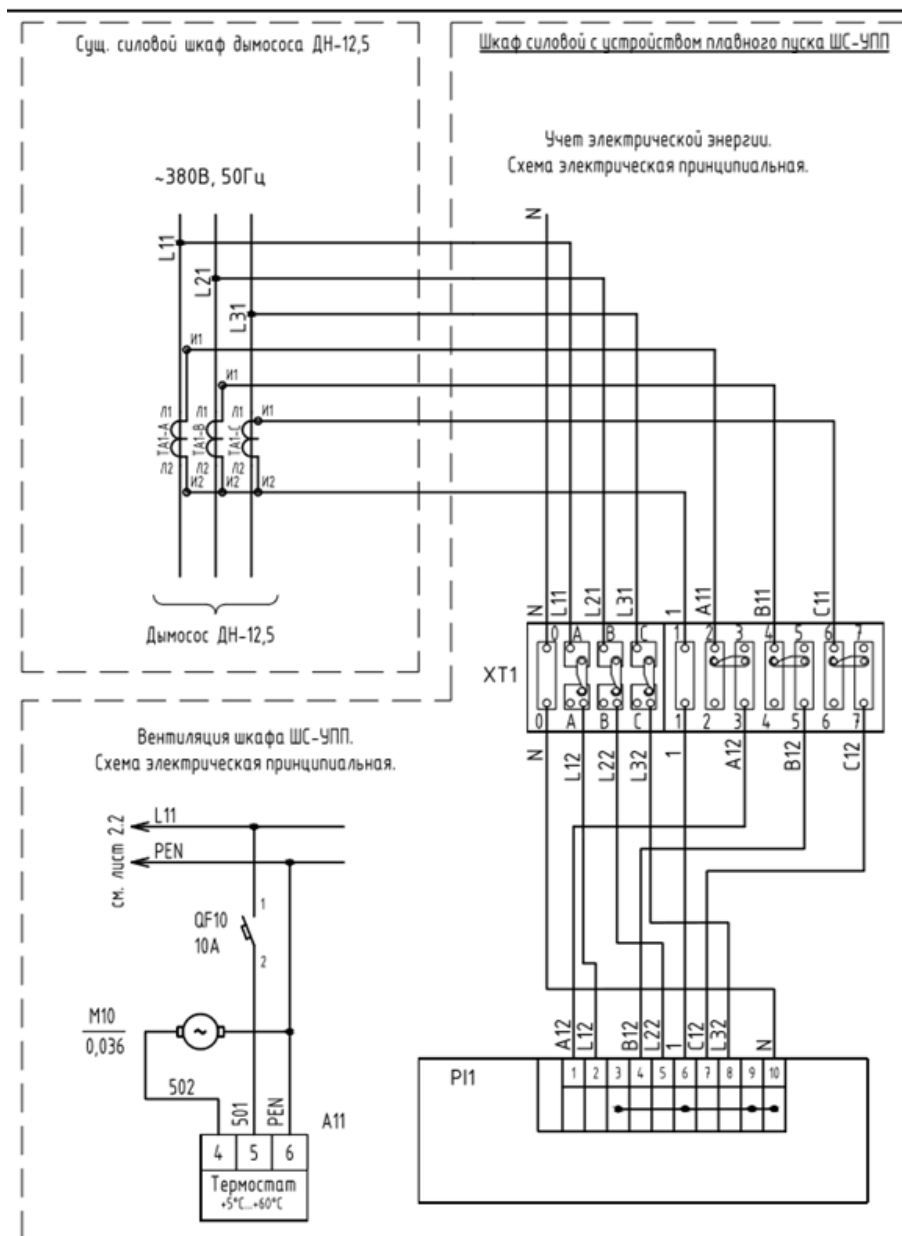 Сущ. силовой шкаф дымососа ДН-12,5
Шкаф силовой с устройством плавного пуска ШС-УПП
Учет электрической энергии.
Схема электрическая принципиальная.
~380В, 50Гц
N
L11
L21
L31
И1
И1
Л1 Л1 Л1 И1
ТА1-А ТА1-В ТА1-С
Л2 Л2 Л2
И2 И2 И2
Дымосос ДН-12,5
N L11 L21 L31 1 A11 B11 C11
0 A B C 1 2 3 4 5 6 7
XT1
0 A B C 1 2 3 4 5 6 7
N L12 L22 L32 1 A12 B12 C12
Вентиляция шкафа ШС-УПП.
Схема электрическая принципиальная.
см. лист 2.2
L11
PEN
QF10
10A
1
2
M10
0,036
~
502
501
PEN
A11
4 5 6
Термостат
+5°C...+60°C
A12 L12 B12 L22 1 C12 L32 N
PI1
1 2 3 4 5 6 7 8 9 10